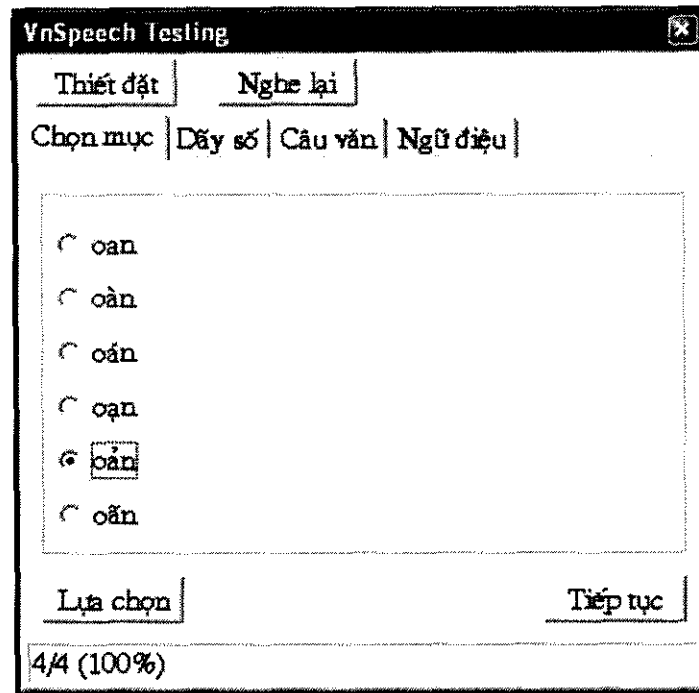 VnSpeech Testing
Thiết đặt Nghe lại
Chọn mục Dãy số Câu văn Ngữ điệu
oan
oàn
oán
oạn
oản
oãn
Lựa chọn Tiếp tục
4/4 (100%)